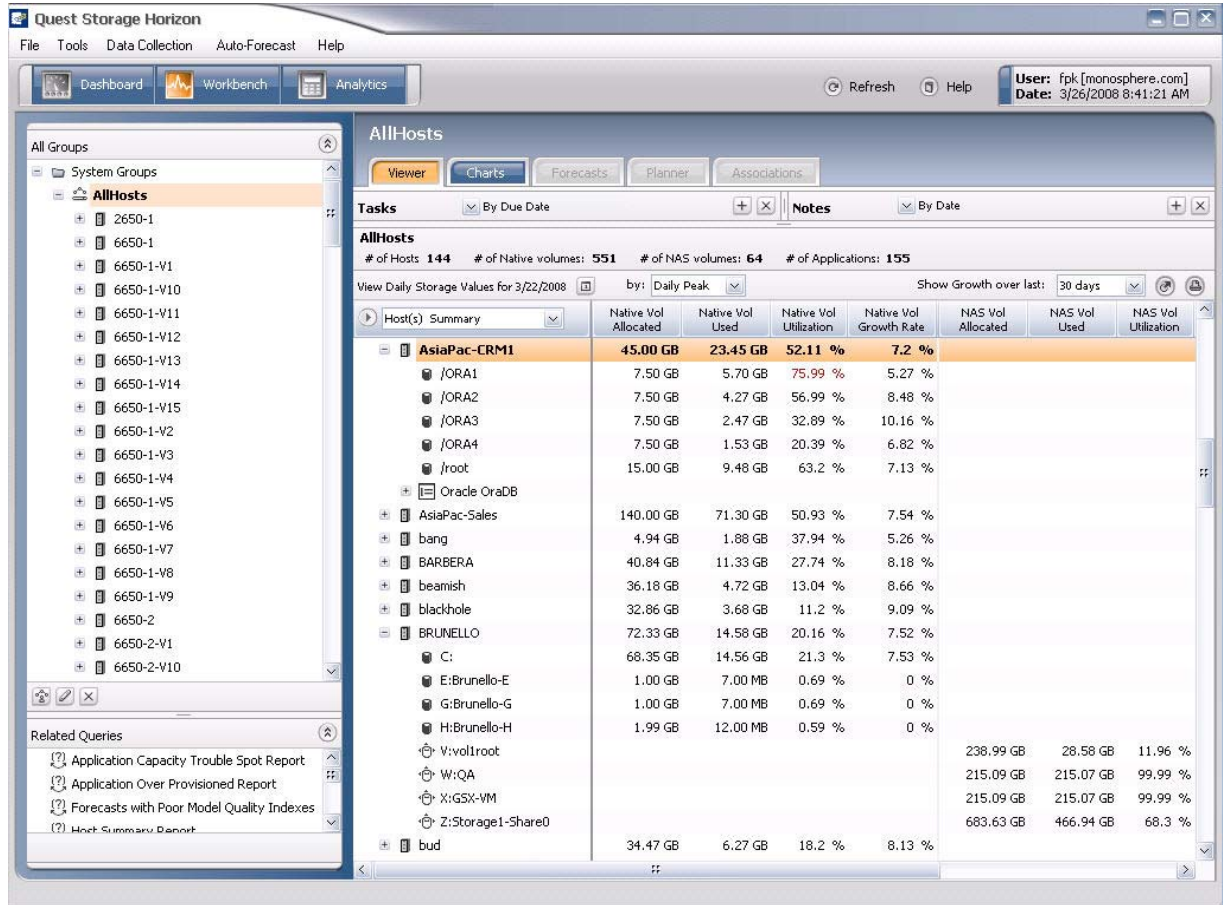 Quest Storage Horizon
File Tools Data Collection Auto-Forecast Help
Dashboard Workbench Analytics
Refresh Help
User: fpk [monosphere.com]
Date: 3/26/2008 8:41:21 AM
All Groups
System Groups
AllHosts
2650-1
6650-1
6650-1-V1
6650-1-V10
6650-1-V11
6650-1-V12
6650-1-V13
6650-1-V14
6650-1-V15
6650-1-V2
6650-1-V3
6650-1-V4
6650-1-V5
6650-1-V6
6650-1-V7
6650-1-V8
6650-1-V9
6650-2
6650-2-V1
6650-2-V10
Related Queries
Application Capacity Trouble Spot Report
Application Over Provisioned Report
Forecasts with Poor Model Quality Indexes
Host Summary Report
AllHosts
Viewer Charts Forecasts Planner Associations
Tasks By Due Date Notes By Date
AllHosts
# of Hosts 144 # of Native volumes: 551 # of NAS volumes: 64 # of Applications: 155
View Daily Storage Values for 3/22/2008 by: Daily Peak Show Growth over last: 30 days
Host(s) Summary Native Vol Allocated Native Vol Used Native Vol Utilization Native Vol Growth Rate NAS Vol Allocated NAS Vol Used NAS Vol Utilization
AsiaPac-CRM1 45.00 GB 23.45 GB 52.11 % 7.2 %
/ORA1 7.50 GB 5.70 GB 75.99 % 5.27 %
/ORA2 7.50 GB 4.27 GB 56.99 % 8.48 %
/ORA3 7.50 GB 2.47 GB 32.89 % 10.16 %
/ORA4 7.50 GB 1.53 GB 20.39 % 6.82 %
/root 15.00 GB 9.48 GB 63.2 % 7.13 %
Oracle OraDB
AsiaPac-Sales 140.00 GB 71.30 GB 50.93 % 7.54 %
bang 4.94 GB 1.88 GB 37.94 % 5.26 %
BARBERA 40.84 GB 11.33 GB 27.74 % 8.18 %
beamish 36.18 GB 4.72 GB 13.04 % 8.66 %
blackhole 32.86 GB 3.68 GB 11.2 % 9.09 %
BRUNELLO 72.33 GB 14.58 GB 20.16 % 7.52 %
C: 68.35 GB 14.56 GB 21.3 % 7.53 %
E:Brunello-E 1.00 GB 7.00 MB 0.69 % 0 %
G:Brunello-G 1.00 GB 7.00 MB 0.69 % 0 %
H:Brunello-H 1.99 GB 12.00 MB 0.59 % 0 %
V:vol1root 238.99 GB 28.58 GB 11.96 %
W:QA 215.09 GB 215.07 GB 99.99 %
X:GSX-VM 215.09 GB 215.07 GB 99.99 %
Z:Storage1-Share0 683.63 GB 466.94 GB 68.3 %
bud 34.47 GB 6.27 GB 18.2 % 8.13 %